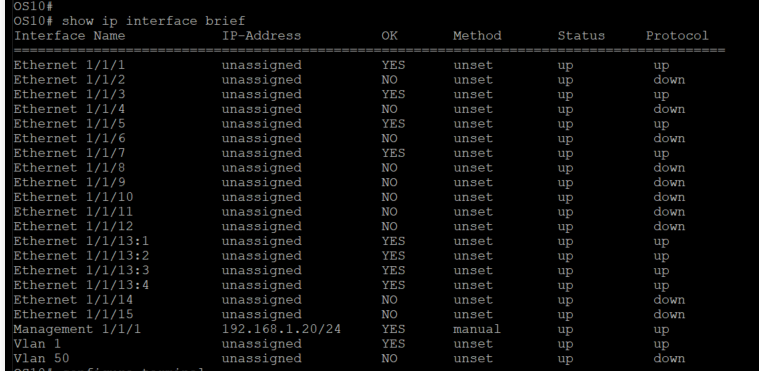 OS10#
OS10# show ip interface brief
Interface Name IP-Address OK Method Status Protocol
=========================================================================================
Ethernet 1/1/1 unassigned YES unset up up
Ethernet 1/1/2 unassigned NO unset up down
Ethernet 1/1/3 unassigned YES unset up up
Ethernet 1/1/4 unassigned NO unset up down
Ethernet 1/1/5 unassigned YES unset up up
Ethernet 1/1/6 unassigned NO unset up down
Ethernet 1/1/7 unassigned YES unset up up
Ethernet 1/1/8 unassigned NO unset up down
Ethernet 1/1/9 unassigned NO unset up down
Ethernet 1/1/10 unassigned NO unset up down
Ethernet 1/1/11 unassigned NO unset up down
Ethernet 1/1/12 unassigned NO unset up down
Ethernet 1/1/13:1 unassigned YES unset up up
Ethernet 1/1/13:2 unassigned YES unset up up
Ethernet 1/1/13:3 unassigned YES unset up up
Ethernet 1/1/13:4 unassigned YES unset up up
Ethernet 1/1/14 unassigned NO unset up down
Ethernet 1/1/15 unassigned NO unset up down
Management 1/1/1 192.168.1.20/24 YES manual up up
Vlan 1 unassigned YES unset up up
Vlan 50 unassigned NO unset up down
OS10# configure terminal